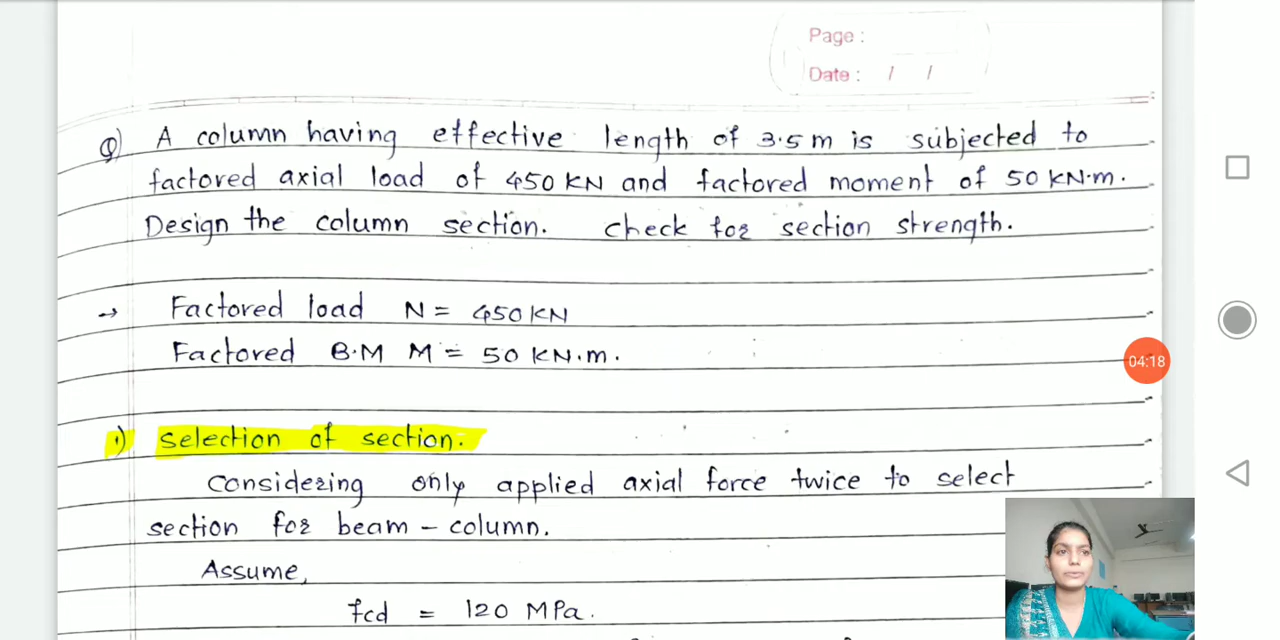 Page :
Date : / /
Q) A column having effective length of 3.5 m is subjected to
factored axial load of 450 KN and factored moment of 50 KN.m.
Design the column section. check for section strength.
→ Factored load N = 450 KN
Factored B.M M = 50 KN.m.
04:18
1) selection of section.
considering only applied axial force twice to select
section for beam - column.
Assume,
fcd = 120 MPa.